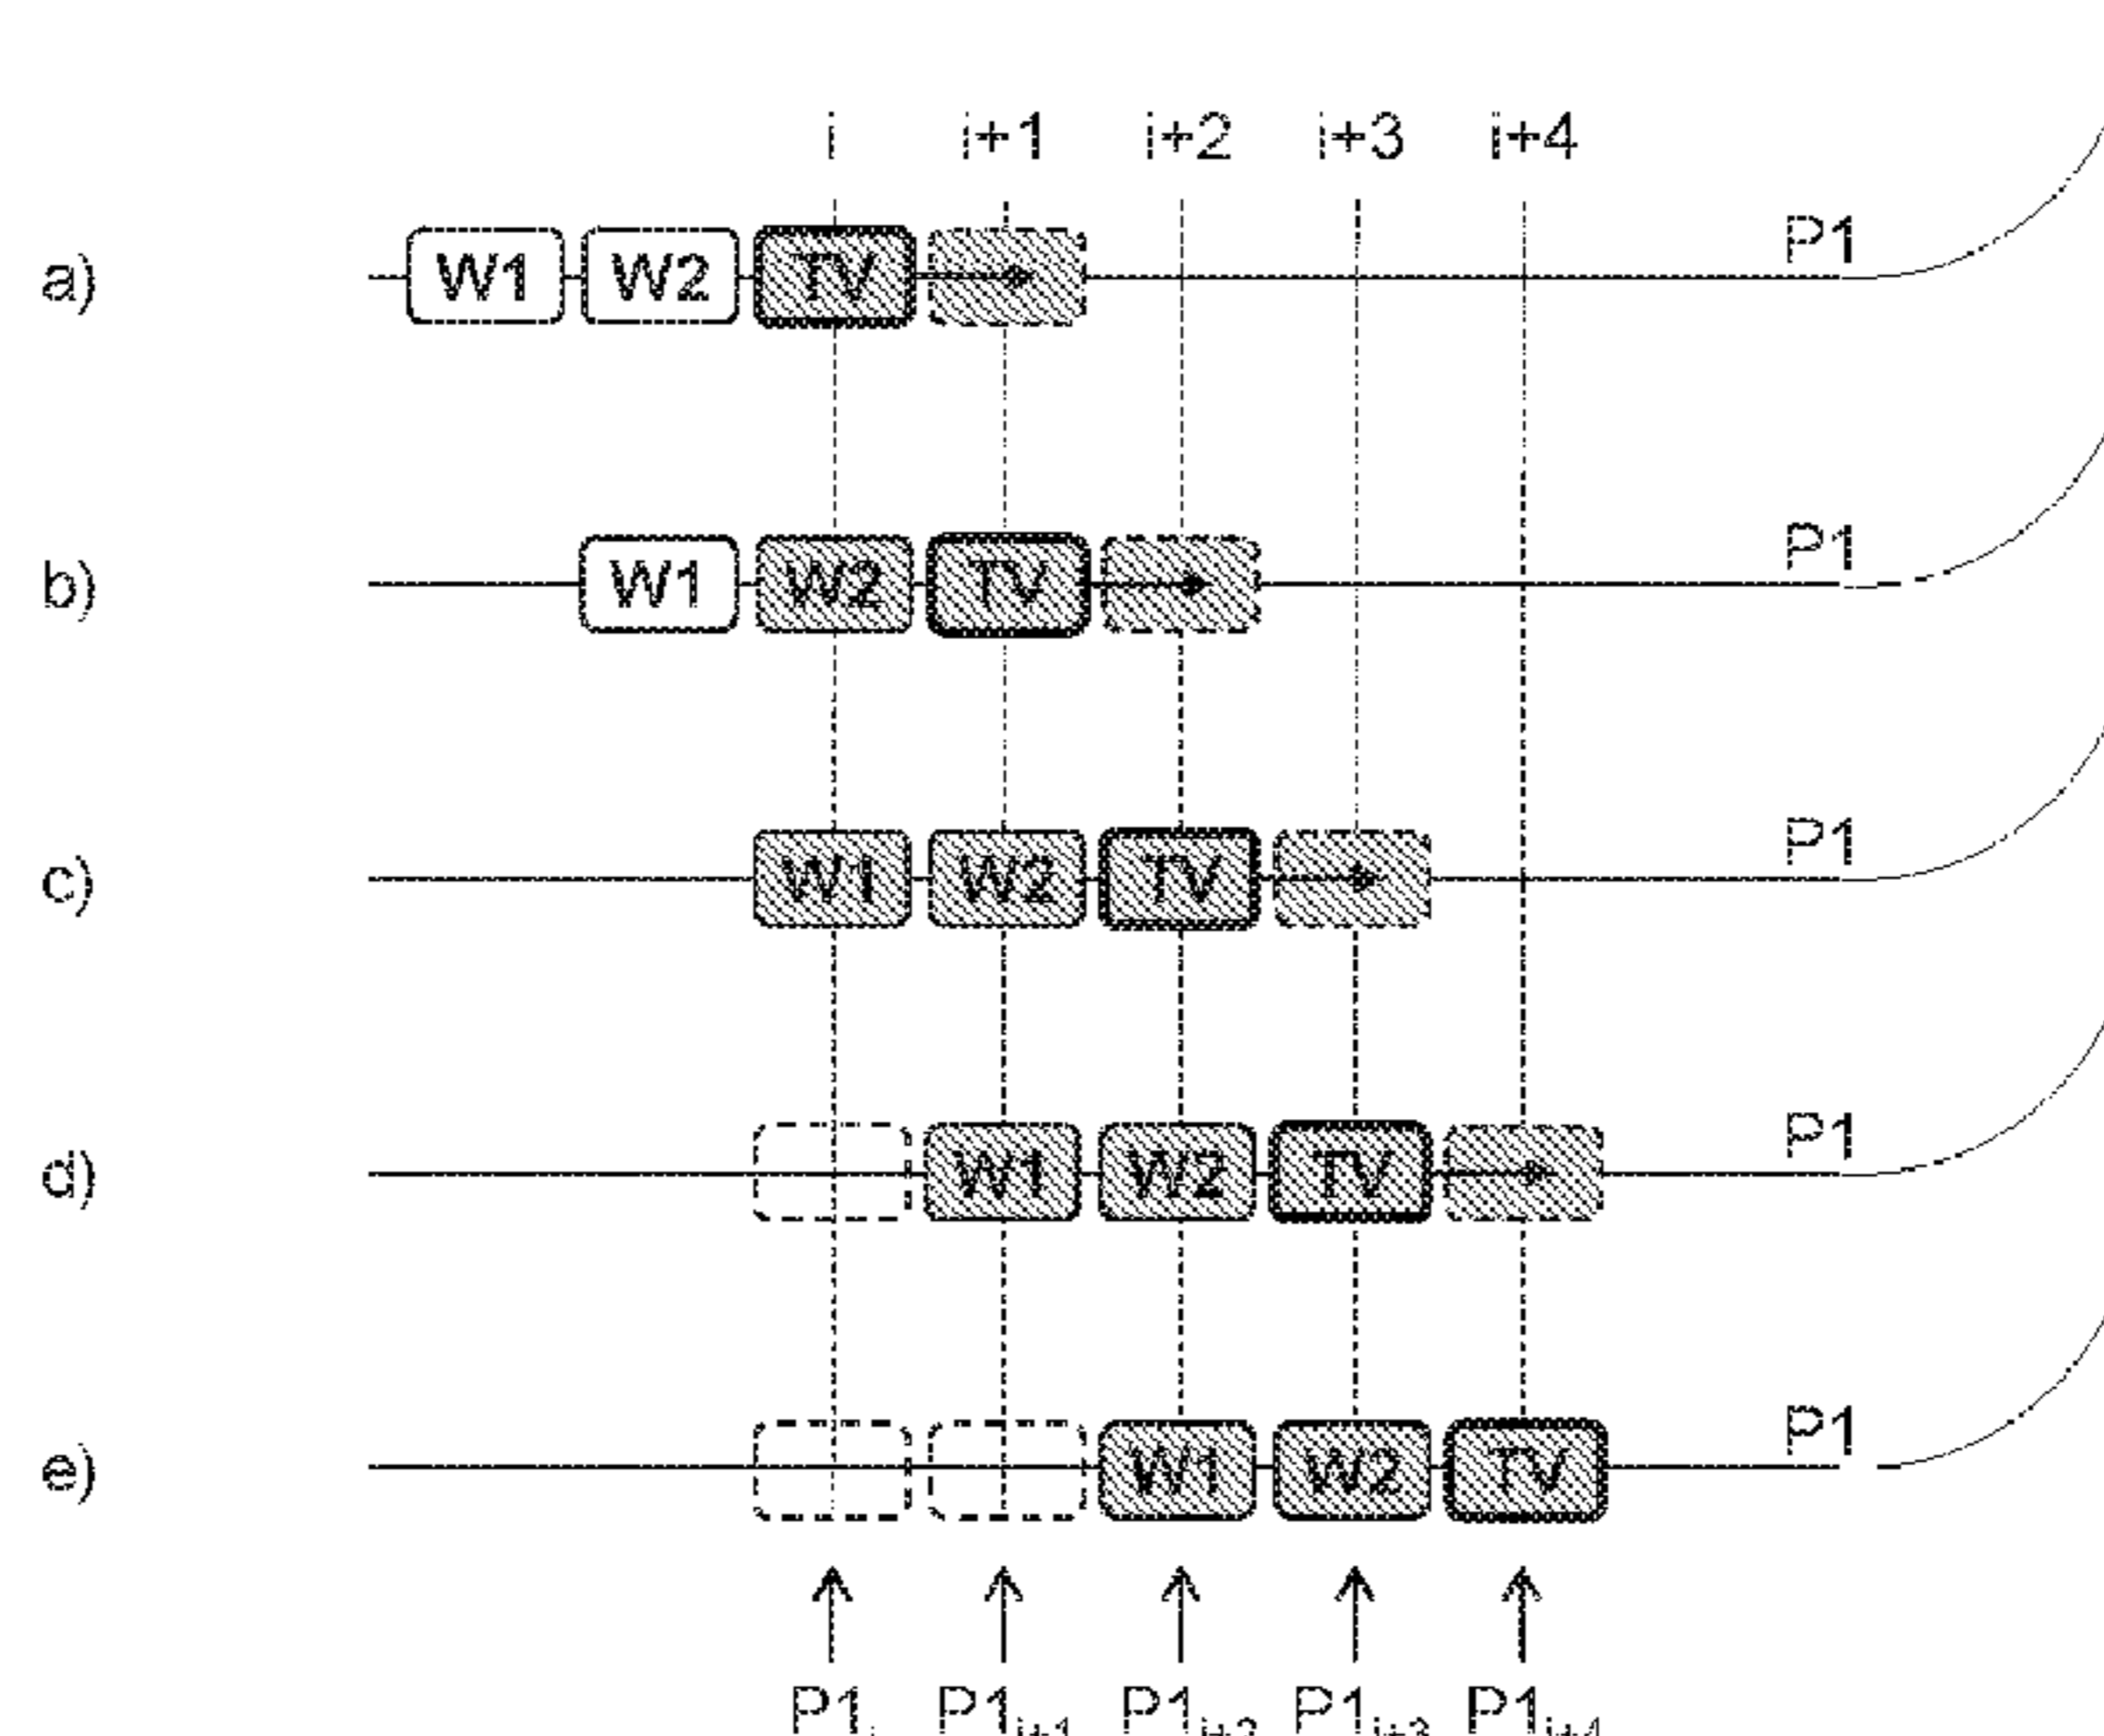 i i+1 i+2 i+3 i+4
a) W1 W2 TV P1
b) W1 W2 TV P1
c) W1 W2 TV P1
d) W1 W2 TV P1
e) W1 W2 TV P1
P1i P1i+1 P1i+2 P1i+3 P1i+4